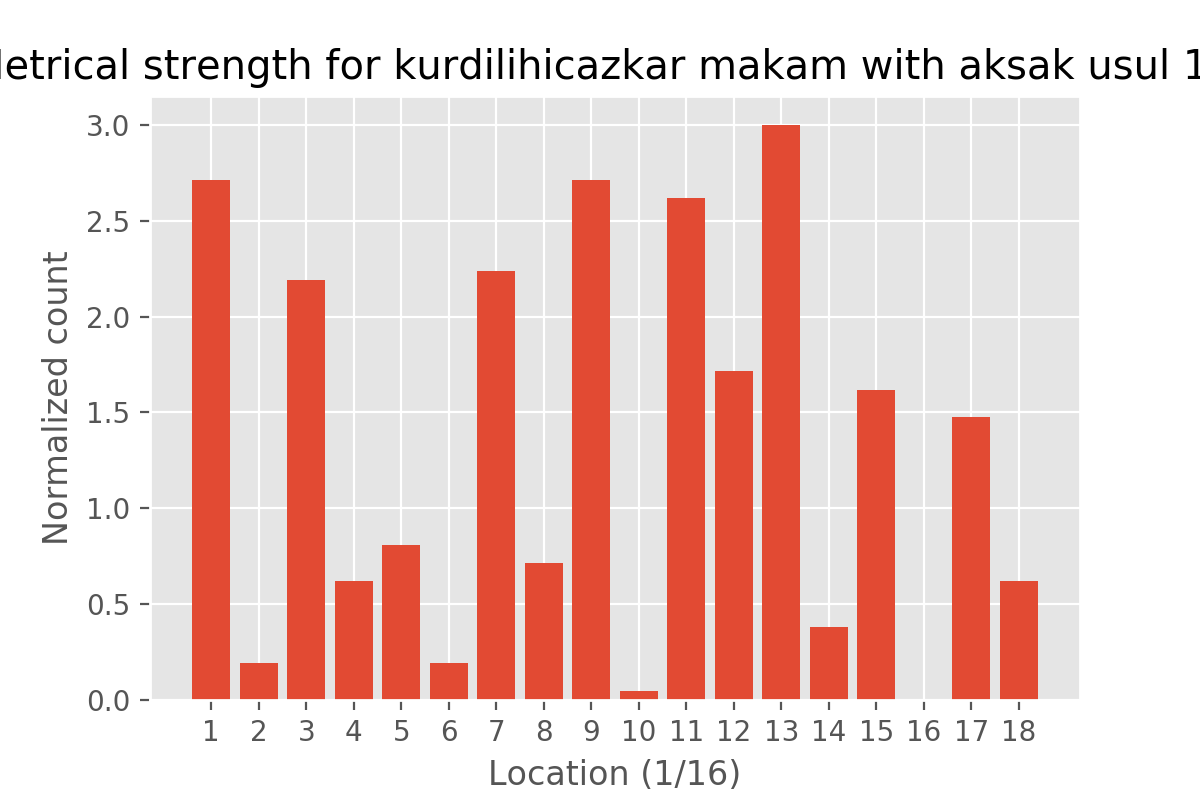 etrical strength for kurdilihicazkar makam with aksak usul 1
3.0
2.5
2.0
1.5
1.0
0.5
0.0
Normalized count
1 2 3 4 5 6 7 8 9 10 11 12 13 14 15 16 17 18
Location (1/16)